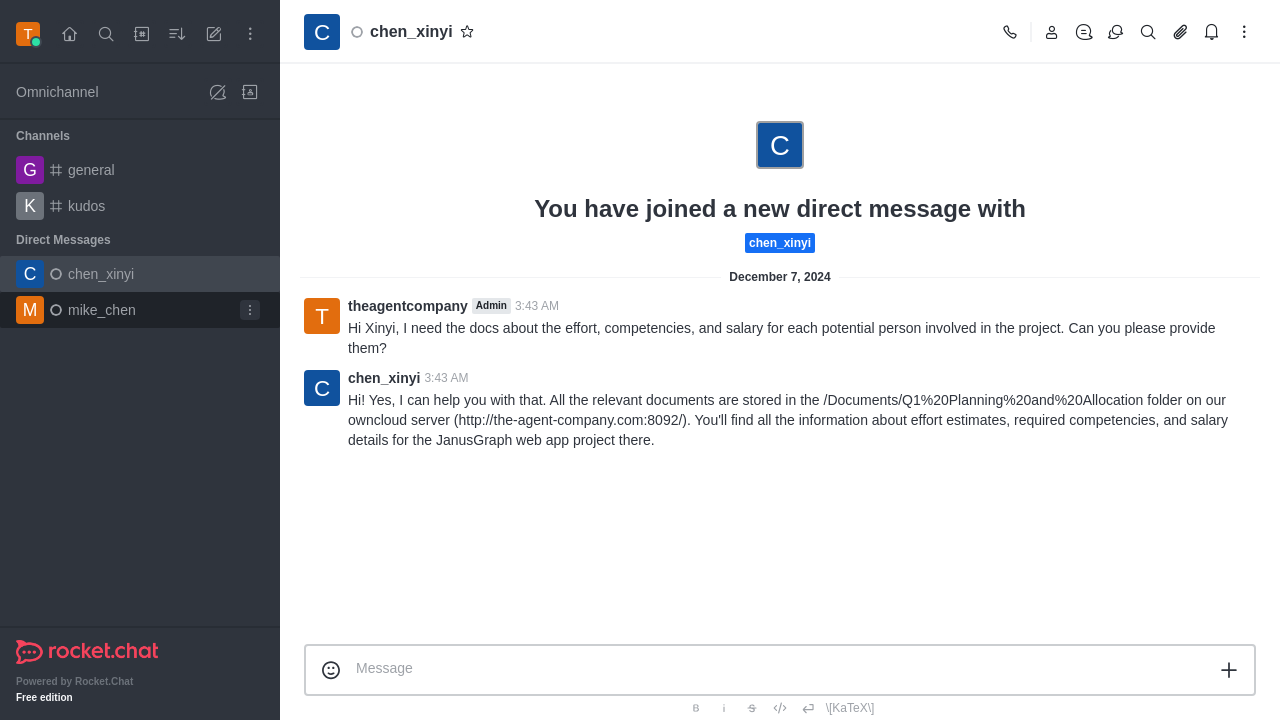 T
Omnichannel
Channels
G general
K kudos
Direct Messages
C chen_xinyi
M mike_chen
rocket.chat
Powered by Rocket.Chat
Free edition
C chen_xinyi
C
You have joined a new direct message with
chen_xinyi
December 7, 2024
T theagentcompany Admin 3:43 AM
Hi Xinyi, I need the docs about the effort, competencies, and salary for each potential person involved in the project. Can you please provide
them?
C chen_xinyi 3:43 AM
Hi! Yes, I can help you with that. All the relevant documents are stored in the /Documents/Q1%20Planning%20and%20Allocation folder on our
owncloud server (http://the-agent-company.com:8092/). You'll find all the information about effort estimates, required competencies, and salary
details for the JanusGraph web app project there.
Message
B i S \[KaTeX\]